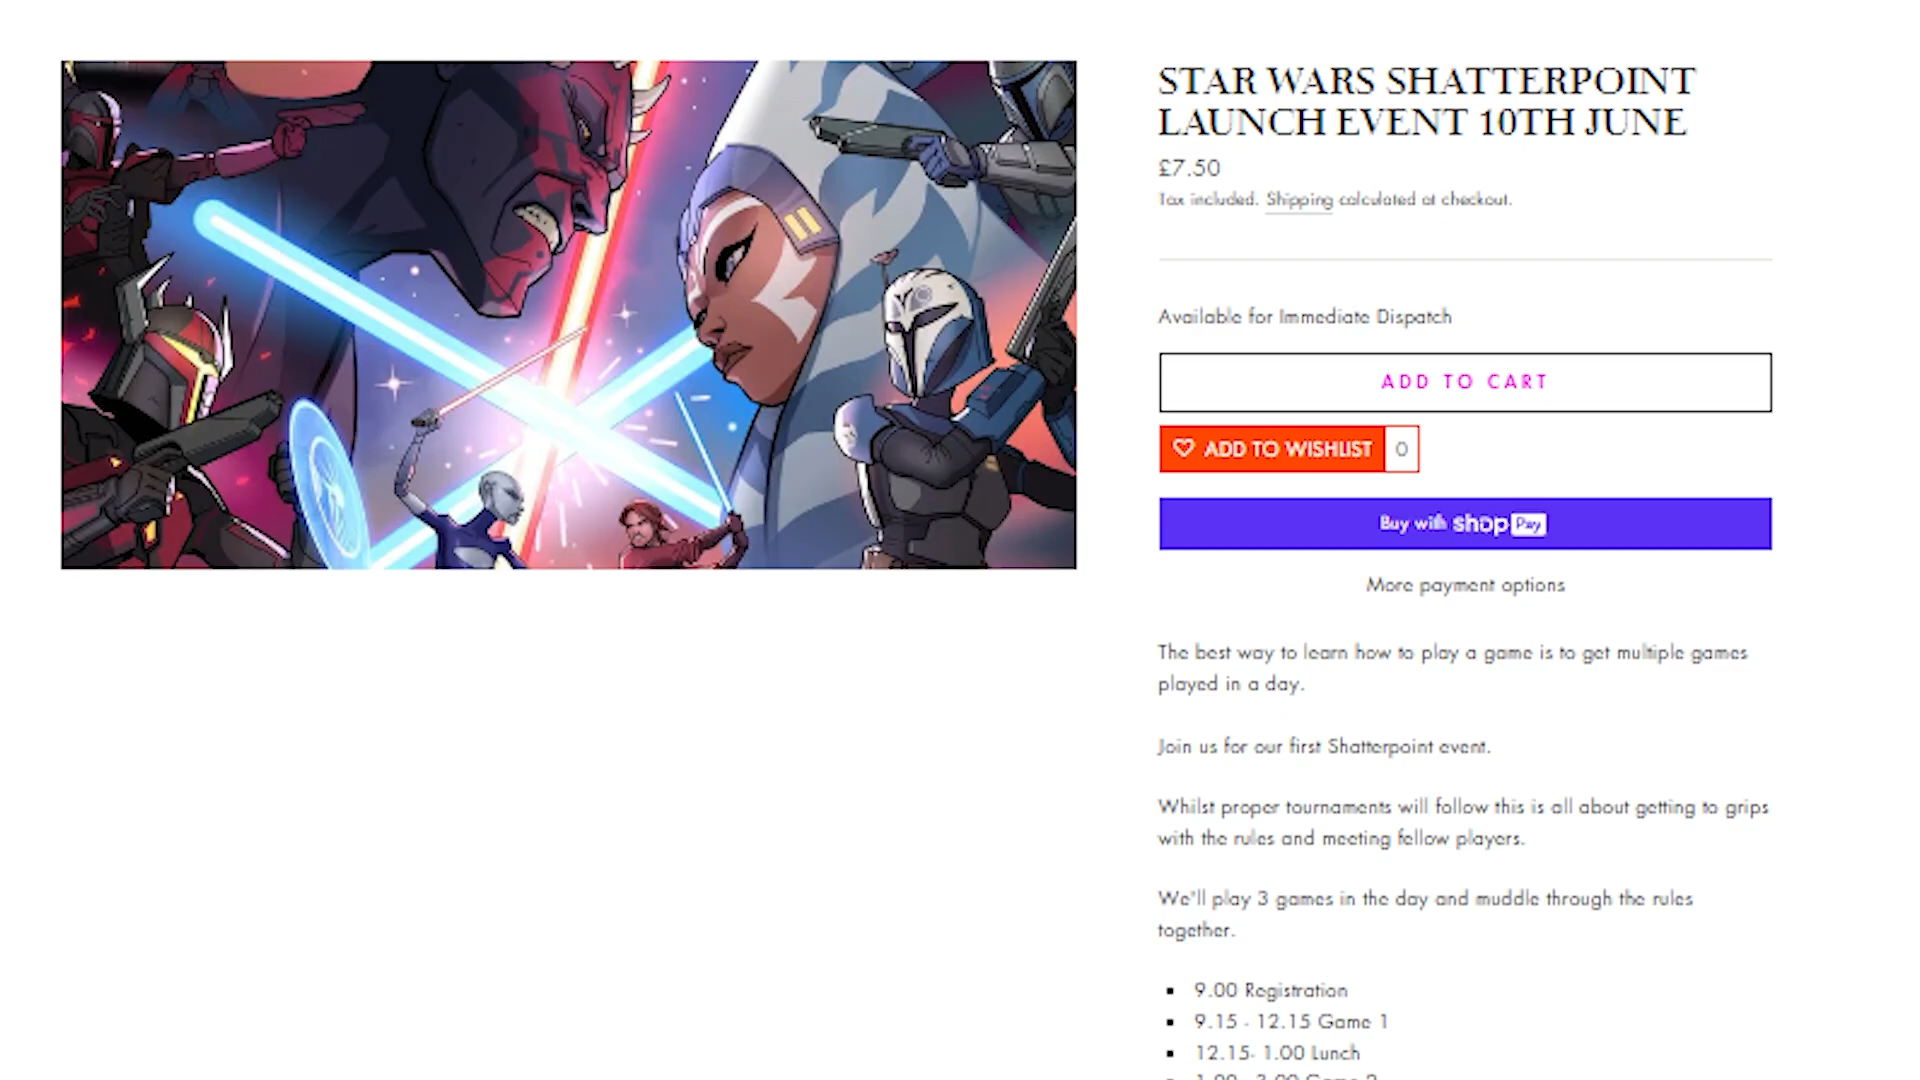 STAR WARS SHATTERPOINT
LAUNCH EVENT 10TH JUNE
£7.50
Tax included. Shipping calculated at checkout.
Available for Immediate Dispatch
ADD TO CART
ADD TO WISHLIST 0
Buy with shop Pay
More payment options
The best way to learn how to play a game is to get multiple games
played in a day.
Join us for our first Shatterpoint event.
Whilst proper tournaments will follow this is all about getting to grips
with the rules and meeting fellow players.
We'll play 3 games in the day and muddle through the rules
together.
▪ 9.00 Registration
▪ 9.15 - 12.15 Game 1
▪ 12.15- 1.00 Lunch